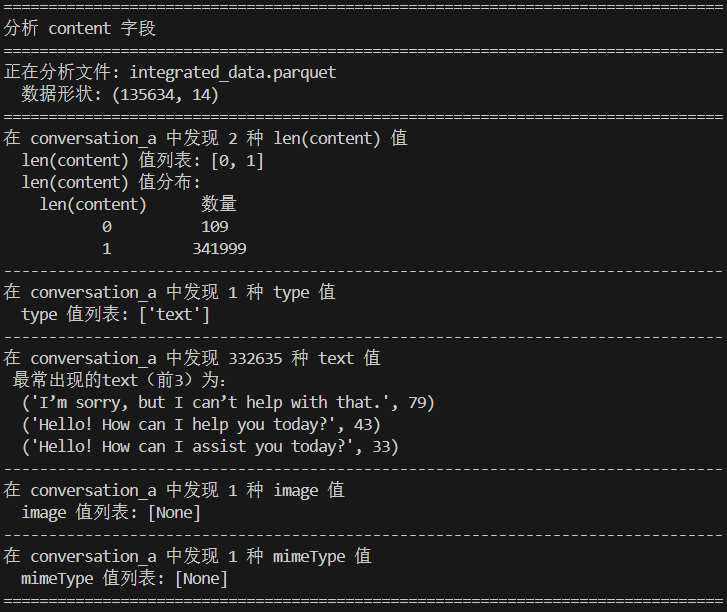 ================================================================================
分析 content 字段
================================================================================
正在分析文件: integrated_data.parquet
  数据形状: (135634, 14)
================================================================================
在 conversation_a 中发现 2 种 len(content) 值
  len(content) 值列表: [0, 1]
  len(content) 值分布:
    len(content)      数量
           0          109
           1         341999
--------------------------------------------------------------------------------
在 conversation_a 中发现 1 种 type 值
  type 值列表: ['text']
--------------------------------------------------------------------------------
在 conversation_a 中发现 332635 种 text 值
 最常出现的text（前3）为:
  ('I’m sorry, but I can’t help with that.', 79)
  ('Hello! How can I help you today?', 43)
  ('Hello! How can I assist you today?', 33)
--------------------------------------------------------------------------------
在 conversation_a 中发现 1 种 image 值
  image 值列表: [None]
--------------------------------------------------------------------------------
在 conversation_a 中发现 1 种 mimeType 值
  mimeType 值列表: [None]
================================================================================